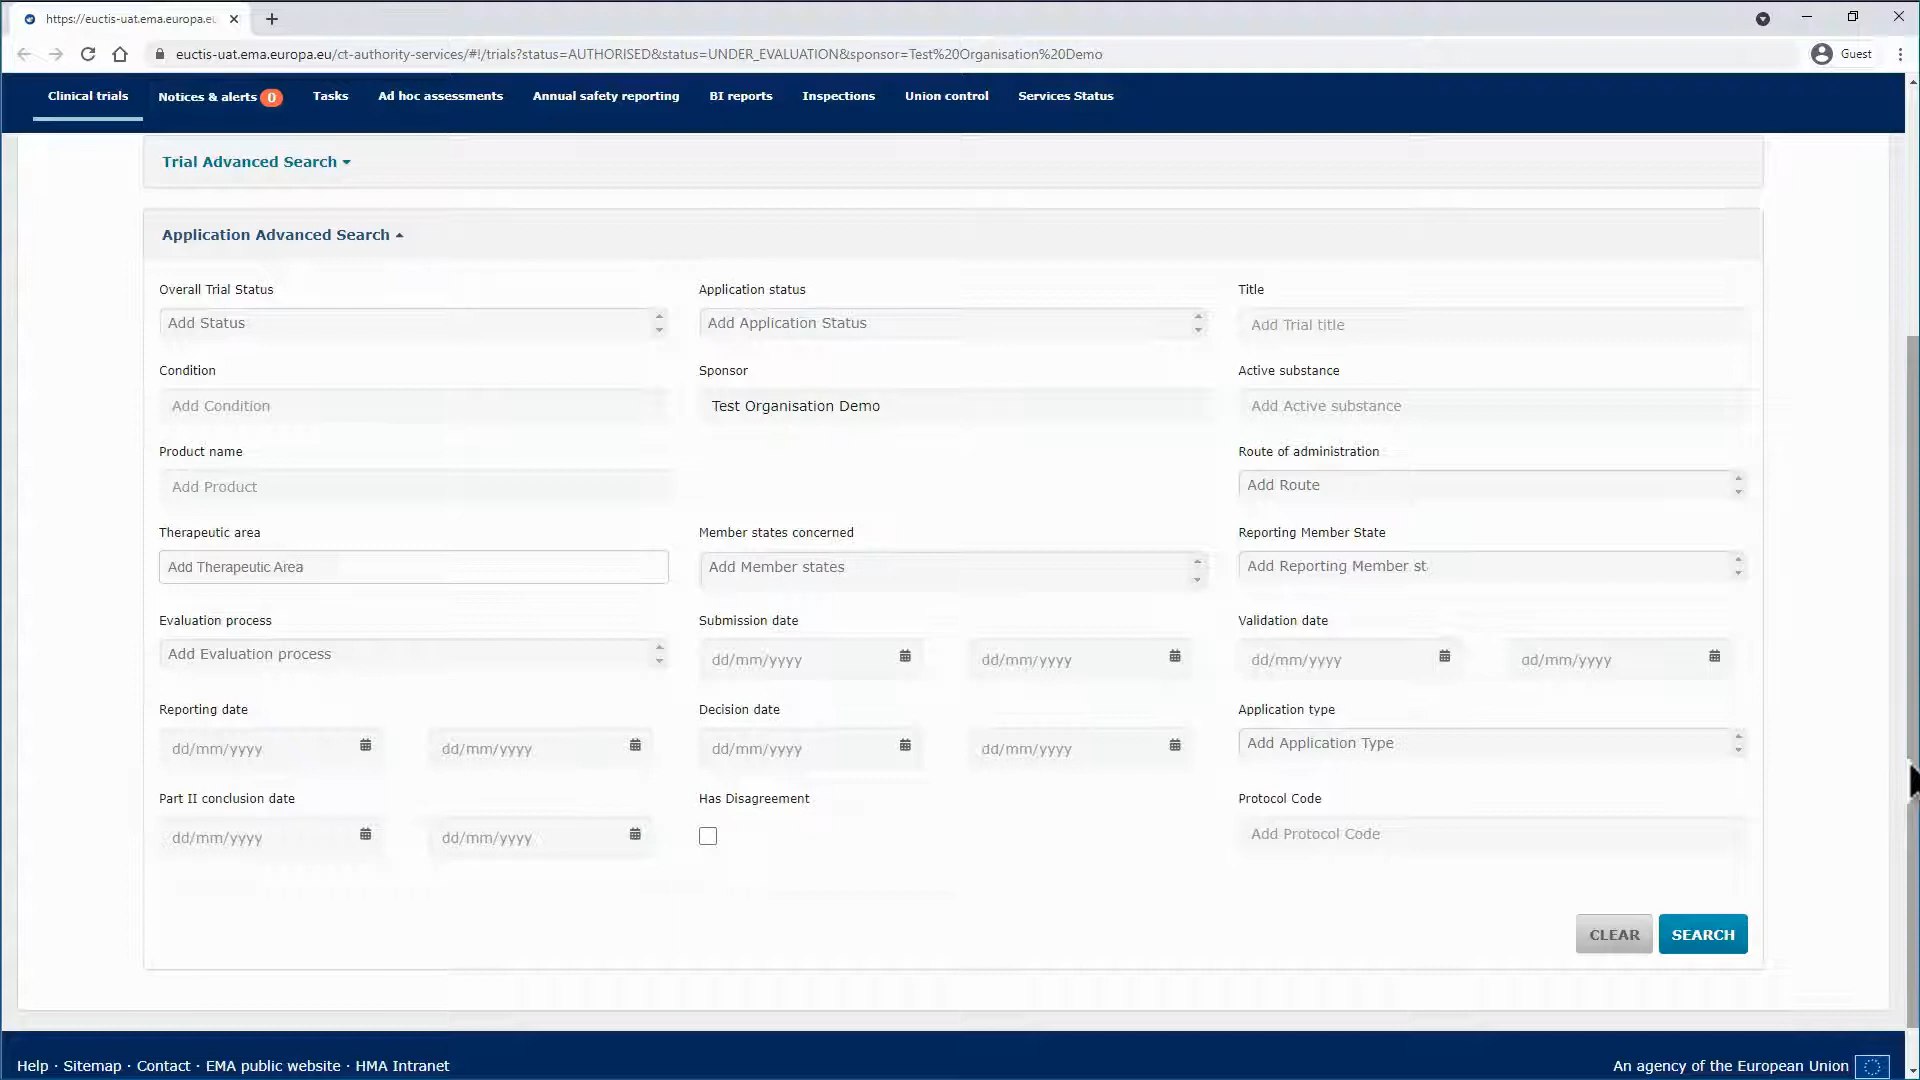 https://euctis-uat.ema.europa.eu
euctis-uat.ema.europa.eu/ct-authority-services/#!/trials?status=AUTHORISED&status=UNDER_EVALUATION&sponsor=Test%20Organisation%20Demo
Guest
Clinical trials Notices & alerts 0 Tasks Ad hoc assessments Annual safety reporting BI reports Inspections Union control Services Status
Trial Advanced Search
Application Advanced Search
Overall Trial Status Application status Title
Add Status Add Application Status Add Trial title
Condition Sponsor Active substance
Add Condition Test Organisation Demo Add Active substance
Product name Route of administration
Add Product Add Route
Therapeutic area Member states concerned Reporting Member State
Add Therapeutic Area Add Member states Add Reporting Member st
Evaluation process Submission date Validation date
Add Evaluation process dd/mm/yyyy dd/mm/yyyy dd/mm/yyyy dd/mm/yyyy
Reporting date Decision date Application type
dd/mm/yyyy dd/mm/yyyy dd/mm/yyyy dd/mm/yyyy Add Application Type
Part II conclusion date Has Disagreement Protocol Code
dd/mm/yyyy dd/mm/yyyy Add Protocol Code
CLEAR SEARCH
Help · Sitemap · Contact · EMA public website · HMA Intranet An agency of the European Union